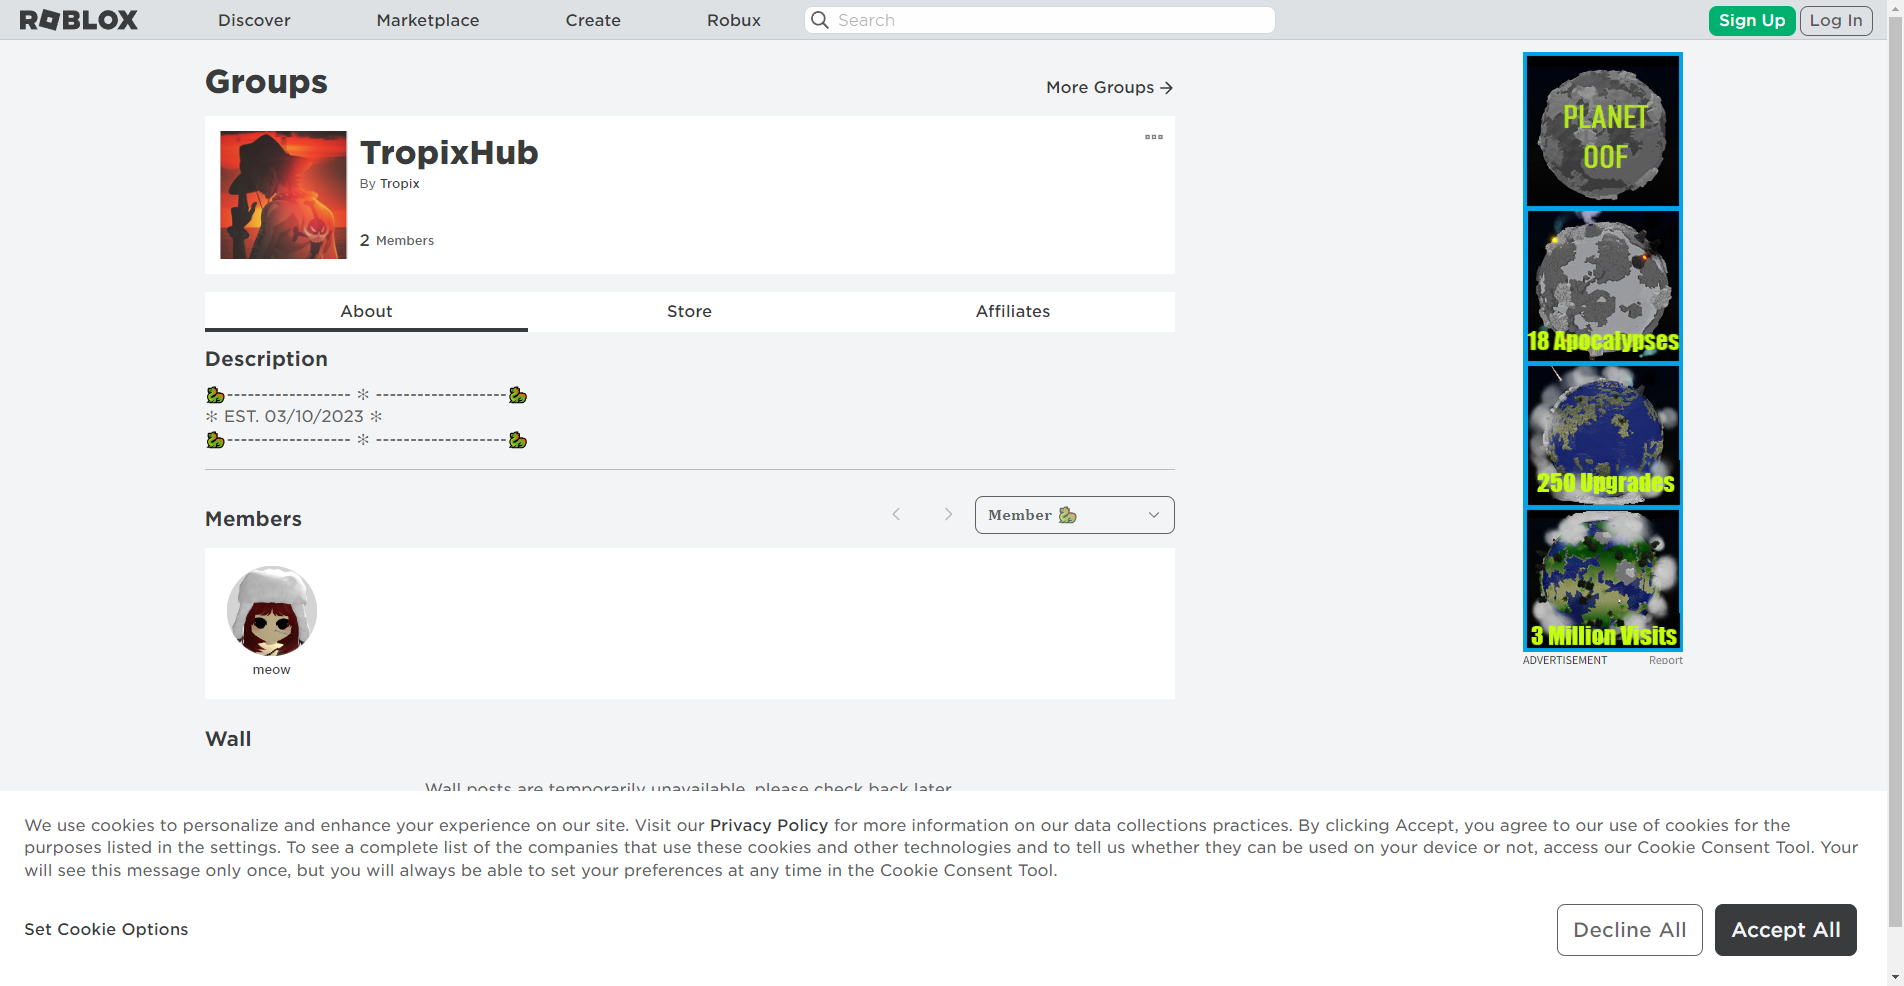 ROBLOX Discover Marketplace Create Robux Search Sign Up Log In
Groups
More Groups →
TropixHub
By Tropix
2 Members
About Store Affiliates
Description
🐉------------------ ✻ -------------------🐉
✻ EST. 03/10/2023 ✻
🐉------------------ ✻ -------------------🐉
Members
Member 🐉
meow
Wall
Wall posts are temporarily unavailable, please check back later.
PLANET
OOF
18 Apocalypses
250 Upgrades
3 Million Visits
ADVERTISEMENT Report
We use cookies to personalize and enhance your experience on our site. Visit our Privacy Policy for more information on our data collections practices. By clicking Accept, you agree to our use of cookies for the
purposes listed in the settings. To see a complete list of the companies that use these cookies and other technologies and to tell us whether they can be used on your device or not, access our Cookie Consent Tool. Your
will see this message only once, but you will always be able to set your preferences at any time in the Cookie Consent Tool.
Set Cookie Options
Decline All
Accept All